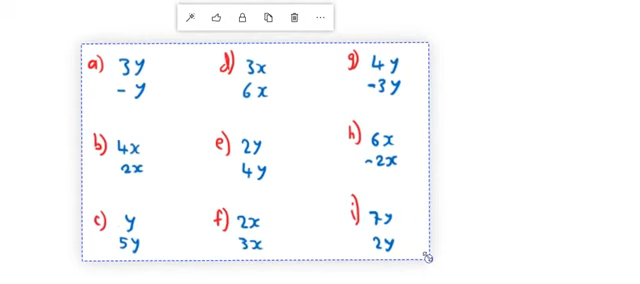 a) 3y
- y
b) 4x
2x
c) y
5y
d) 3x
6x
e) 2y
4y
f) 2x
3x
g) 4y
-3y
h) 6x
-2x
i) 7y
2y